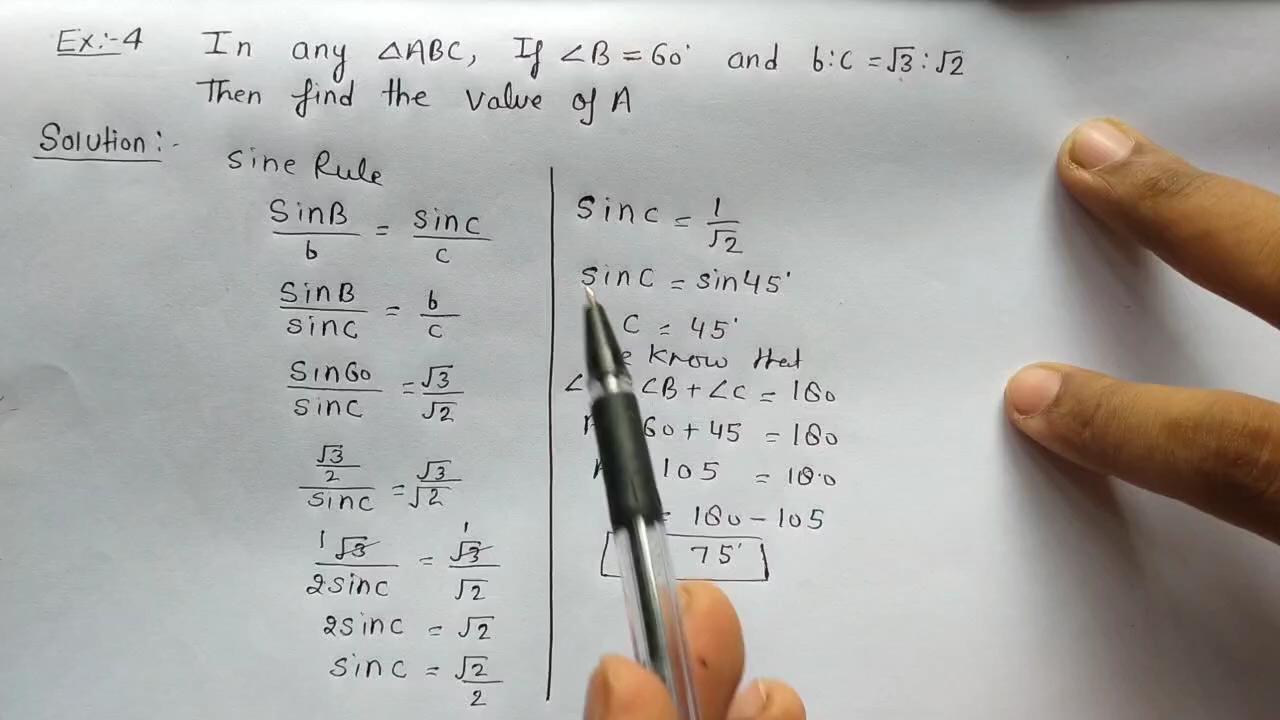 Ex:-4 In any △ABC, If ∠B = 60° and b:c = √3:√2
Then find the value of A
Solution:-
Sine Rule
SinB/b = sinc/c
SinB/sinc = b/c
Sin60/sinc = √3/√2
(√3/2)/sinc = √3/√2
1 √3/2sinc = 1 √3/√2
2sinc = √2
sinc = √2/2
Sinc = 1/√2
sinC = sin45°
C = 45°
know that
∠ ∠B + ∠C = 180
60 + 45 = 180
105 = 180
= 180 - 105
75°